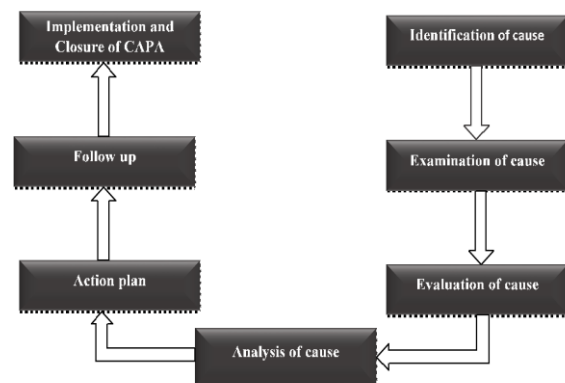 Implementation and
Closure of CAPA
Identification of cause
Follow up
Examination of cause
Action plan
Evaluation of cause
Analysis of cause